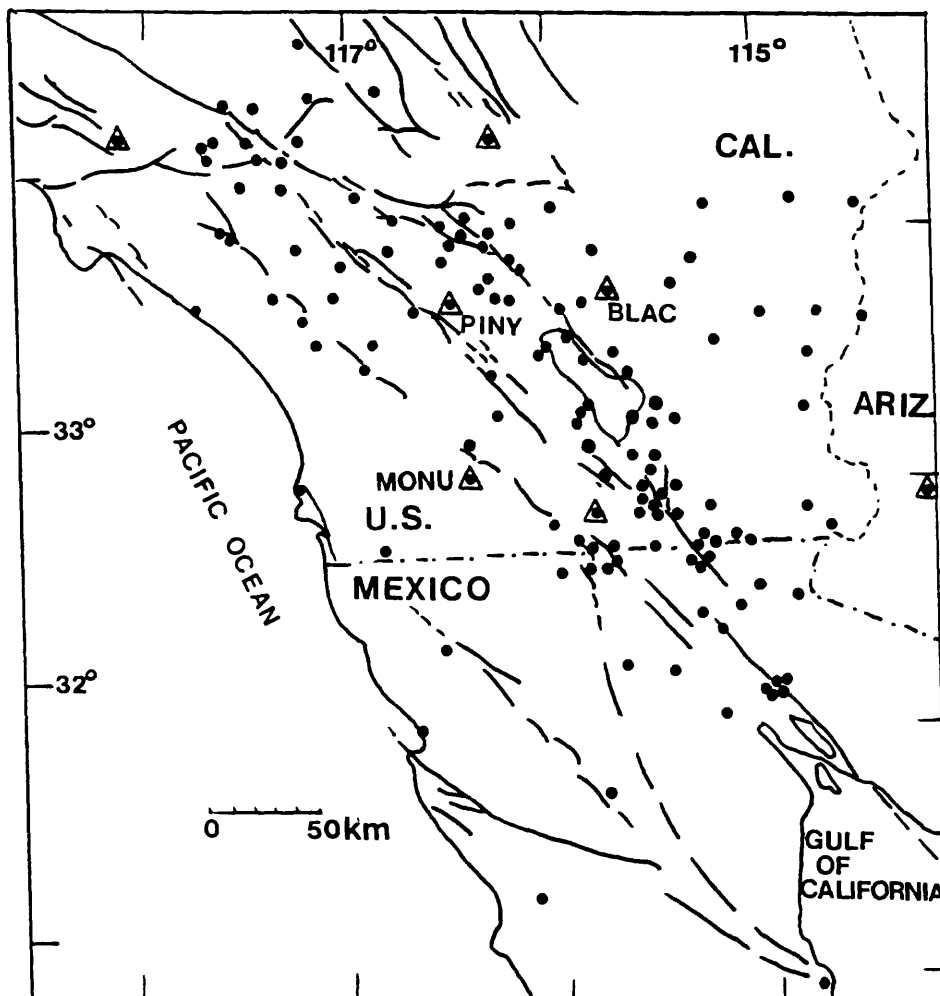 117°
115°
CAL.
BLAC
PINY
ARIZ
33°
PACIFIC OCEAN
MONU
U.S.
MEXICO
32°
0 50km
GULF
OF
CALIFORNIA